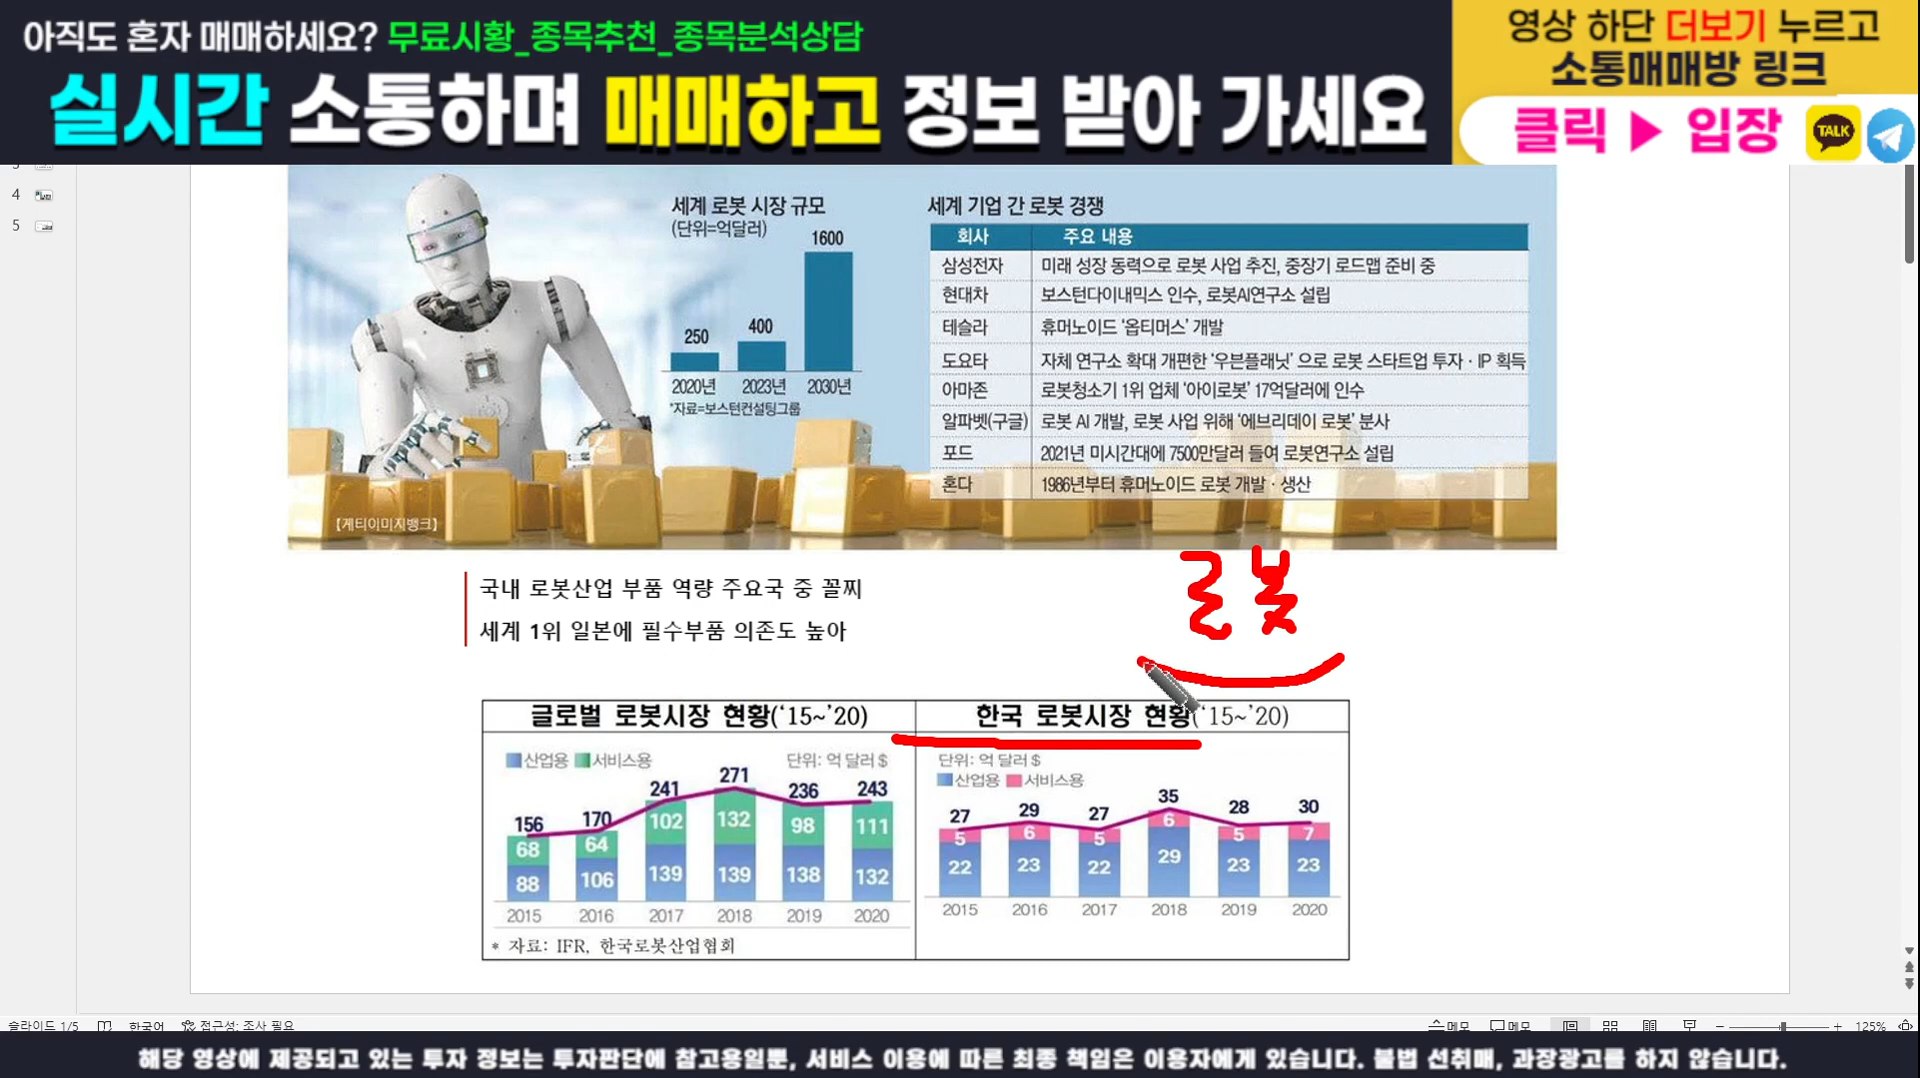 아직도 혼자 매매하세요? 무료시황_종목추천_종목분석상담
실시간 소통하며 매매하고 정보 받아 가세요
영상 하단 더보기 누르고
소통매매방 링크
클릭 ▶ 입장
TALK
4
5
세계 로봇 시장 규모
(단위=억달러)
1600
400
250
2020년 2023년 2030년
*자료=보스턴컨설팅그룹
【게티이미지뱅크】
세계 기업 간 로봇 경쟁
회사 주요 내용
삼성전자 미래 성장 동력으로 로봇 사업 추진, 중장기 로드맵 준비 중
현대차 보스턴다이내믹스 인수, 로봇AI연구소 설립
테슬라 휴머노이드 ‘옵티머스’ 개발
도요타 자체 연구소 확대 개편한 ‘우븐플래닛’ 으로 로봇 스타트업 투자·IP 획득
아마존 로봇청소기 1위 업체 ‘아이로봇’ 17억달러에 인수
알파벳(구글) 로봇 AI 개발, 로봇 사업 위해 ‘에브리데이 로봇’ 분사
포드 2021년 미시간대에 7500만달러 들여 로봇연구소 설립
혼다 1986년부터 휴머노이드 로봇 개발·생산
국내 로봇산업 부품 역량 주요국 중 꼴찌
세계 1위 일본에 필수부품 의존도 높아
로봇
글로벌 로봇시장 현황(‘15~’20)
산업용 서비스용 단위: 억 달러 $
156 170 241 271 236 243
68 64 102 132 98 111
88 106 139 139 138 132
2015 2016 2017 2018 2019 2020
* 자료: IFR, 한국로봇산업협회
한국 로봇시장 현황(‘15~’20)
단위: 억 달러 $
산업용 서비스용
27 29 27 35 28 30
5 6 5 6 5 7
22 23 22 29 23 23
2015 2016 2017 2018 2019 2020
슬라이드 1/5 한국어 접근성: 조사 필요 메모 메모 125%
해당 영상에 제공되고 있는 투자 정보는 투자판단에 참고용일뿐, 서비스 이용에 따른 최종 책임은 이용자에게 있습니다. 불법 선취매, 과장광고를 하지 않습니다.